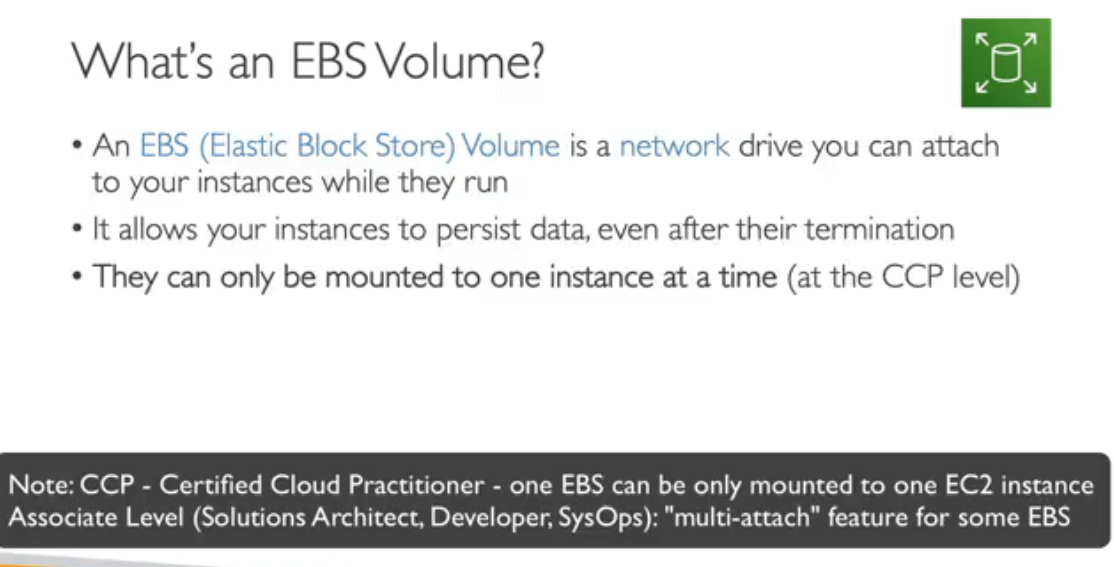 What's an EBS Volume?
• An EBS (Elastic Block Store) Volume is a network drive you can attach
to your instances while they run
• It allows your instances to persist data, even after their termination
• They can only be mounted to one instance at a time (at the CCP level)
Note: CCP - Certified Cloud Practitioner - one EBS can be only mounted to one EC2 instance
Associate Level (Solutions Architect, Developer, SysOps): "multi-attach" feature for some EBS